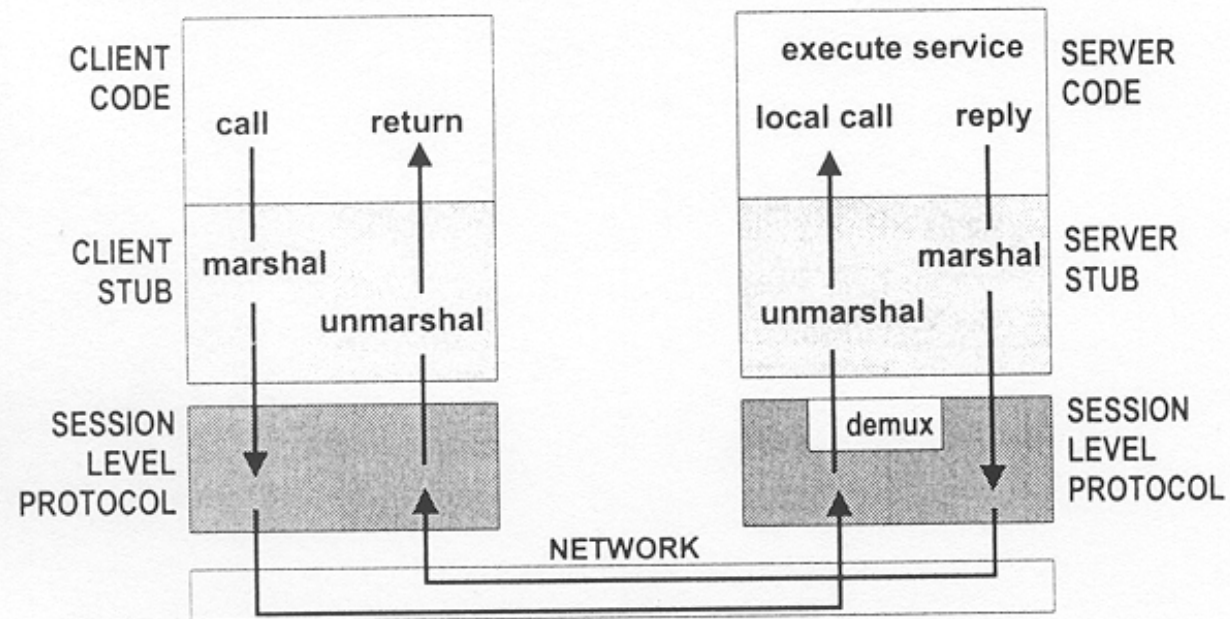 CLIENT
CODE
call
return
execute service
local call
reply
SERVER
CODE
CLIENT
STUB
marshal
unmarshal
unmarshal
marshal
SERVER
STUB
SESSION
LEVEL
PROTOCOL
demux
SESSION
LEVEL
PROTOCOL
NETWORK